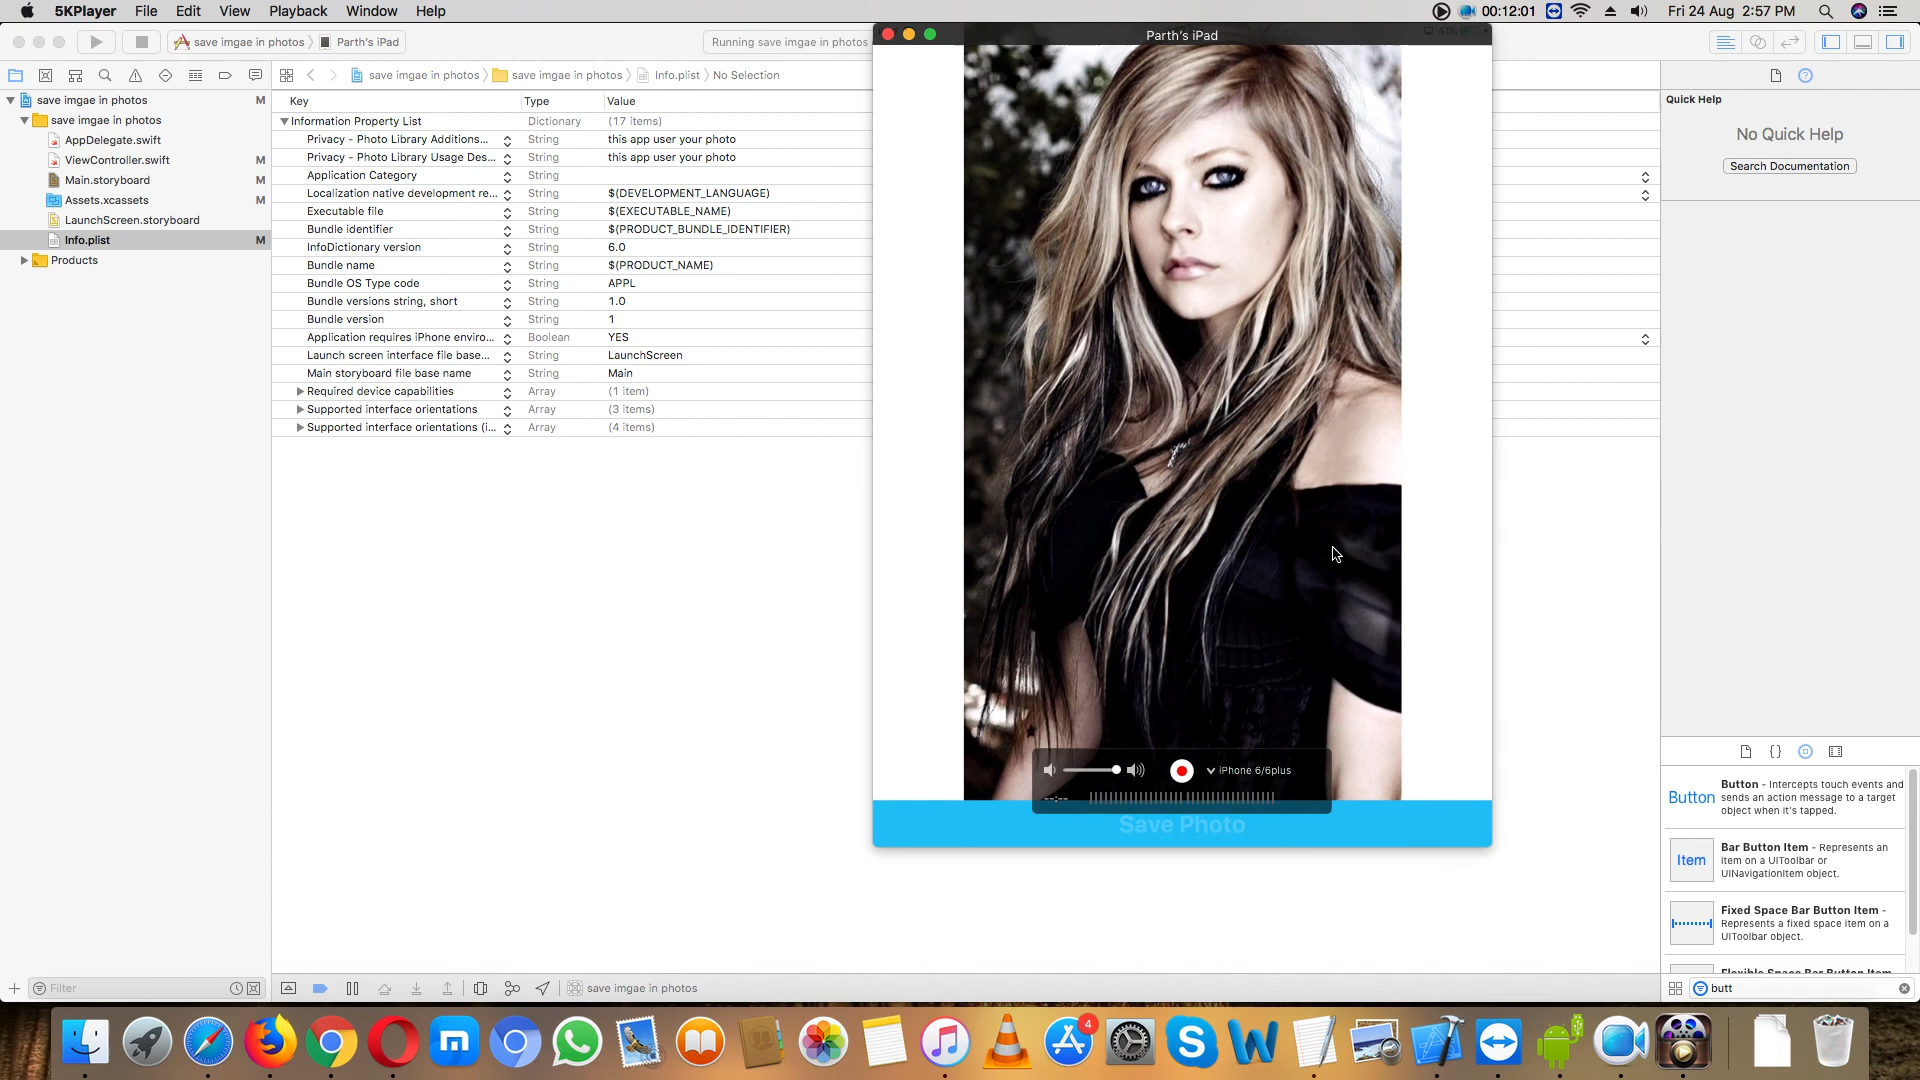 5KPlayer File Edit View Playback Window Help
00:12:01 Fri 24 Aug 2:57 PM
save imgae in photos Parth's iPad
Running save imgae in photos
Parth's iPad
save imgae in photos save imgae in photos Info.plist No Selection
save imgae in photos M
save imgae in photos
AppDelegate.swift
ViewController.swift M
Main.storyboard M
Assets.xcassets M
LaunchScreen.storyboard
Info.plist M
Products
Key Type Value
Information Property List Dictionary (17 items)
Privacy - Photo Library Additions... String this app user your photo
Privacy - Photo Library Usage Des... String this app user your photo
Application Category String
Localization native development re... String $(DEVELOPMENT_LANGUAGE)
Executable file String $(EXECUTABLE_NAME)
Bundle identifier String $(PRODUCT_BUNDLE_IDENTIFIER)
InfoDictionary version String 6.0
Bundle name String $(PRODUCT_NAME)
Bundle OS Type code String APPL
Bundle versions string, short String 1.0
Bundle version String 1
Application requires iPhone enviro... Boolean YES
Launch screen interface file base... String LaunchScreen
Main storyboard file base name String Main
Required device capabilities Array (1 item)
Supported interface orientations Array (3 items)
Supported interface orientations (i... Array (4 items)
iPhone 6/6plus
Save Photo
Quick Help
No Quick Help
Search Documentation
Button
Button - Intercepts touch events and
sends an action message to a target
object when it's tapped.
Item
Bar Button Item - Represents an
item on a UIToolbar or
UINavigationItem object.
Fixed Space Bar Button Item -
Represents a fixed space item on a
UIToolbar object.
Flexible Space Bar Button Item
Filter
save imgae in photos
butt
4